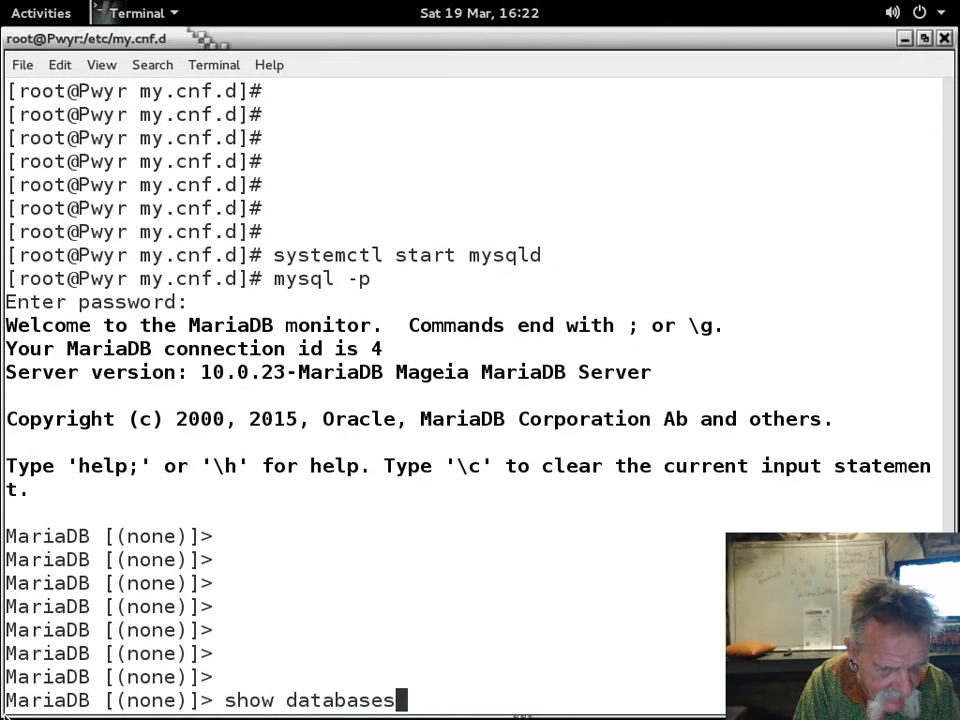 Activities Terminal Sat 19 Mar, 16:22
root@Pwyr:/etc/my.cnf.d
File Edit View Search Terminal Help
[root@Pwyr my.cnf.d]#
[root@Pwyr my.cnf.d]#
[root@Pwyr my.cnf.d]#
[root@Pwyr my.cnf.d]#
[root@Pwyr my.cnf.d]#
[root@Pwyr my.cnf.d]#
[root@Pwyr my.cnf.d]#
[root@Pwyr my.cnf.d]# systemctl start mysqld
[root@Pwyr my.cnf.d]# mysql -p
Enter password:
Welcome to the MariaDB monitor.  Commands end with ; or \g.
Your MariaDB connection id is 4
Server version: 10.0.23-MariaDB Mageia MariaDB Server
Copyright (c) 2000, 2015, Oracle, MariaDB Corporation Ab and others.
Type 'help;' or '\h' for help. Type '\c' to clear the current input statemen
t.
MariaDB [(none)]>
MariaDB [(none)]>
MariaDB [(none)]>
MariaDB [(none)]>
MariaDB [(none)]>
MariaDB [(none)]>
MariaDB [(none)]>
MariaDB [(none)]> show databases